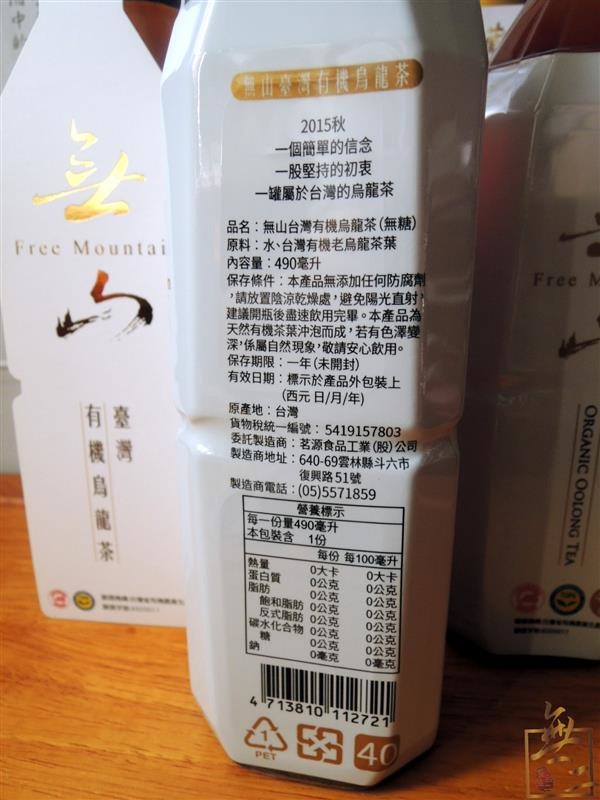 無山臺灣有機烏龍茶
2015秋
一個簡單的信念
一股堅持的初衷
一罐屬於台灣的烏龍茶
品名：無山台灣有機烏龍茶(無糖)
原料：水、台灣有機老烏龍茶葉
內容量：490毫升
保存條件：本產品無添加任何防腐劑
，請放置陰涼乾燥處，避免陽光直射，
建議開瓶後盡速飲用完畢。本產品為
天然有機茶葉沖泡而成，若有色澤變
深，係屬自然現象，敬請安心飲用。
保存期限：一年(未開封)
有效日期：標示於產品外包裝上
(西元 日/月/年)
原產地：台灣
貨物稅統一編號：5419157803
委託製造商：茗源食品工業(股)公司
製造商地址：640-69雲林縣斗六市
復興路51號
製造商電話：(05)5571859
營養標示
每一份量490毫升
本包裝含 1份
每份 每100毫升
熱量 0大卡 0大卡
蛋白質 0公克 0公克
脂肪 0公克 0公克
飽和脂肪 0公克 0公克
反式脂肪 0公克 0公克
碳水化合物 0公克 0公克
糖 0公克 0公克
鈉 0毫克 0毫克
4 713810 112721
1
PET
40
無
Free Mountai
山
臺灣
有機烏龍茶
Free M
ORGANIC OOLONG TEA
無山